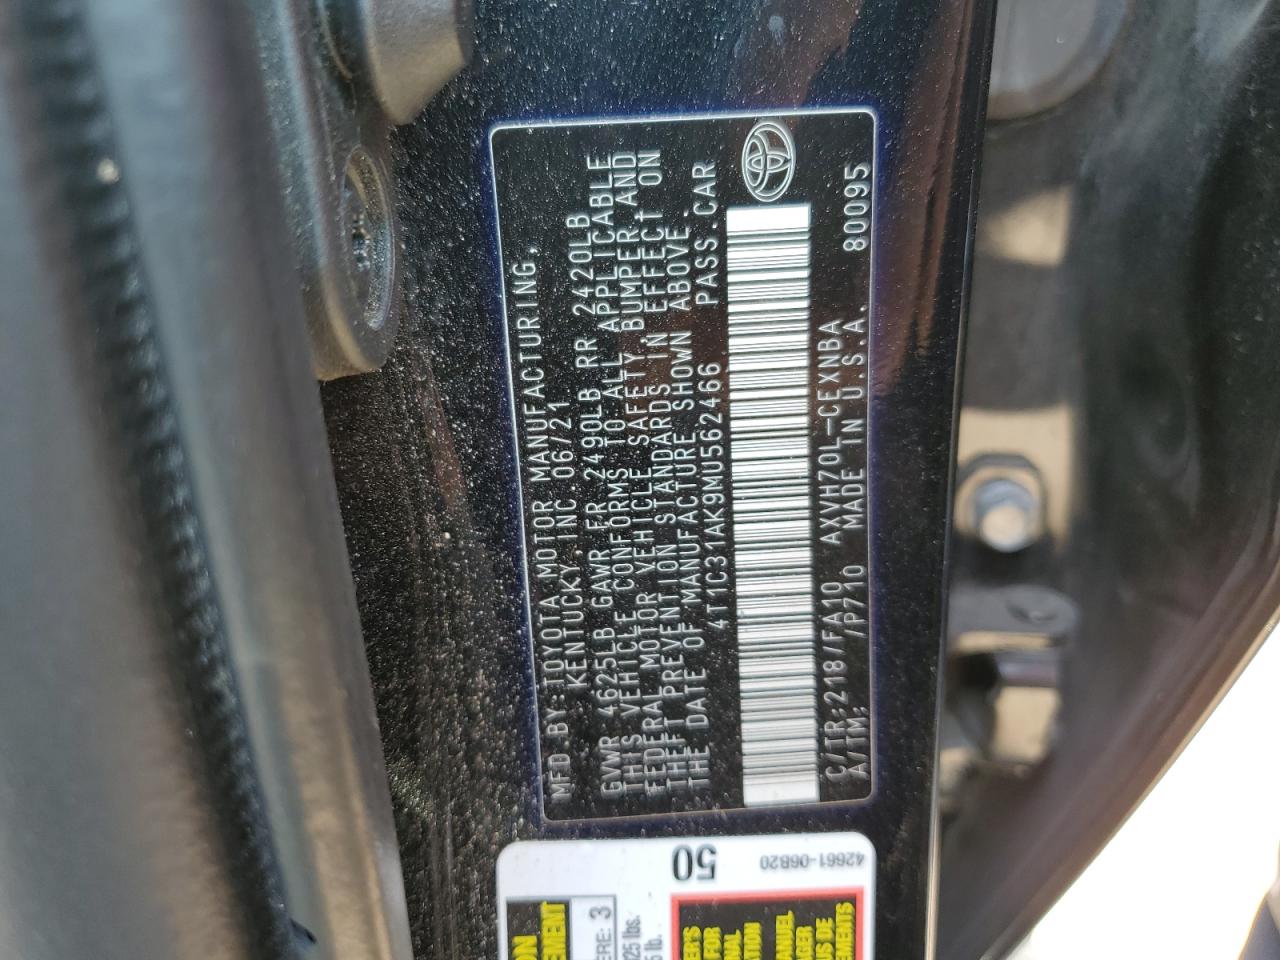 MFD. BY: TOYOTA MOTOR MANUFACTURING,
KENTUCKY, INC 06/21
GVWR 4625LB GAWR FR 2490LB RR 2420LB
THIS VEHICLE CONFORMS TO ALL APPLICABLE
FEDERAL MOTOR VEHICLE SAFETY, BUMPER, AND
THEFT PREVENTION STANDARDS IN EFFECT ON
THE DATE OF MANUFACTURE SHOWN ABOVE.
4T1C31AK9MU562466 PASS. CAR
C/TR: 218/FA10 AXVH70L-CEXNBA
A/TM: /P710 MADE IN U.S.A. 80095
50
42661-06B20
ERE: 3